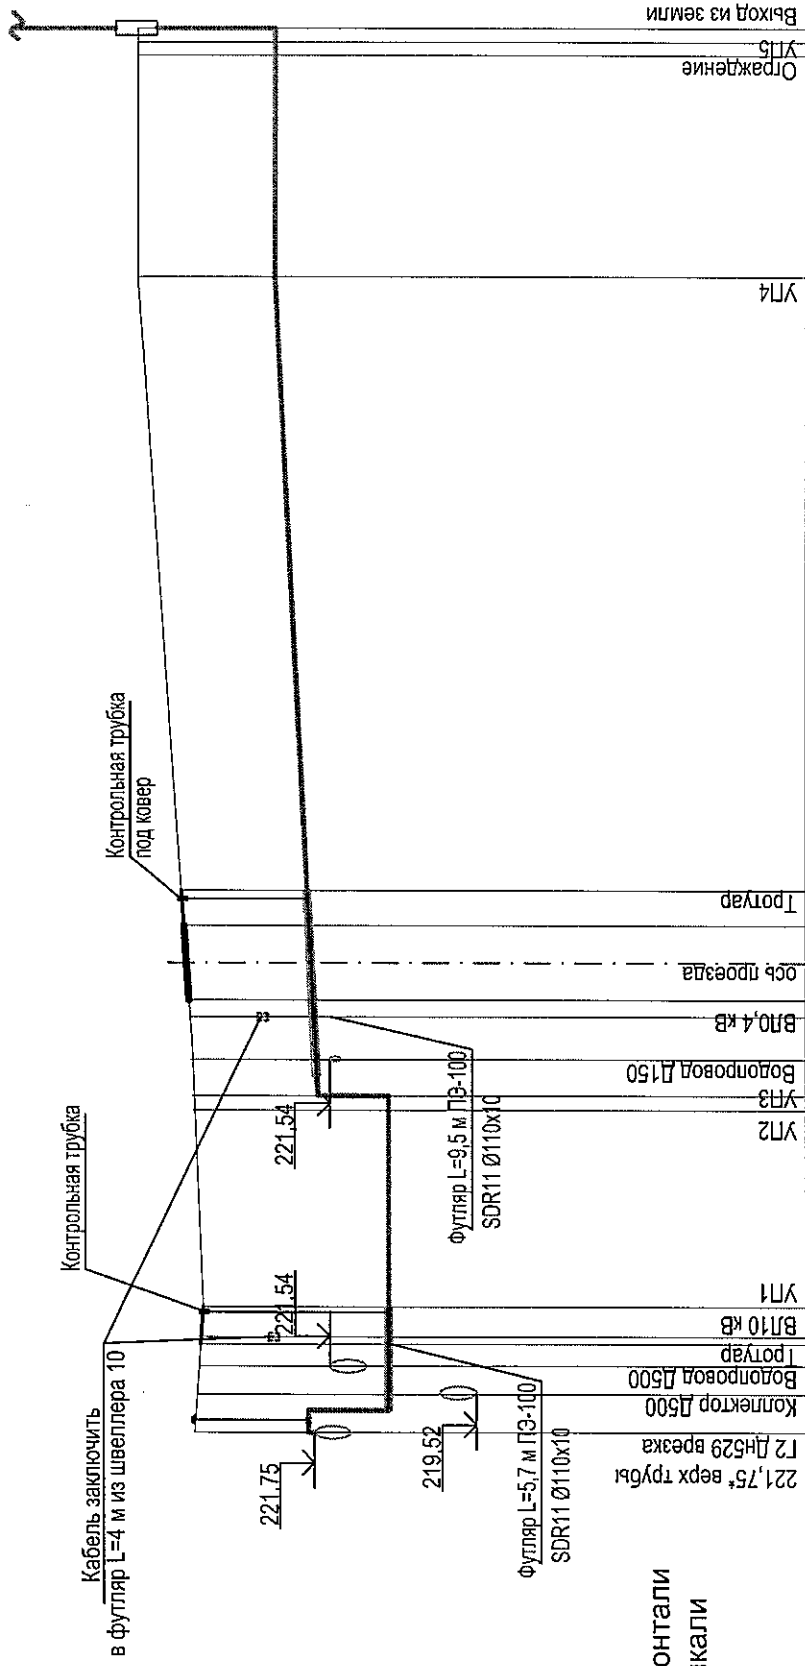 Кабель заключить
в футляр L=4 м из швеллера 10
Контрольная трубка
Контрольная трубка
под ковер
221,75
219,52
221,54
221,54
Футляр L=5,7 м ПЭ-100
SDR11 Ø110x10
Футляр L=9,5 м ПЭ-100
SDR11 Ø110x10
221,75* верх трубы
Г2 Дн529 врезка
Коллектор Д500
Водопровод Д500
Тротуар
ВЛ10 кВ
УП1
УП2
УП3
Водопровод Д150
ВЛ0,4 кВ
ось проезда
Тротуар
УП4
Ограждение
УП5
Выход из земли
онтали
кали